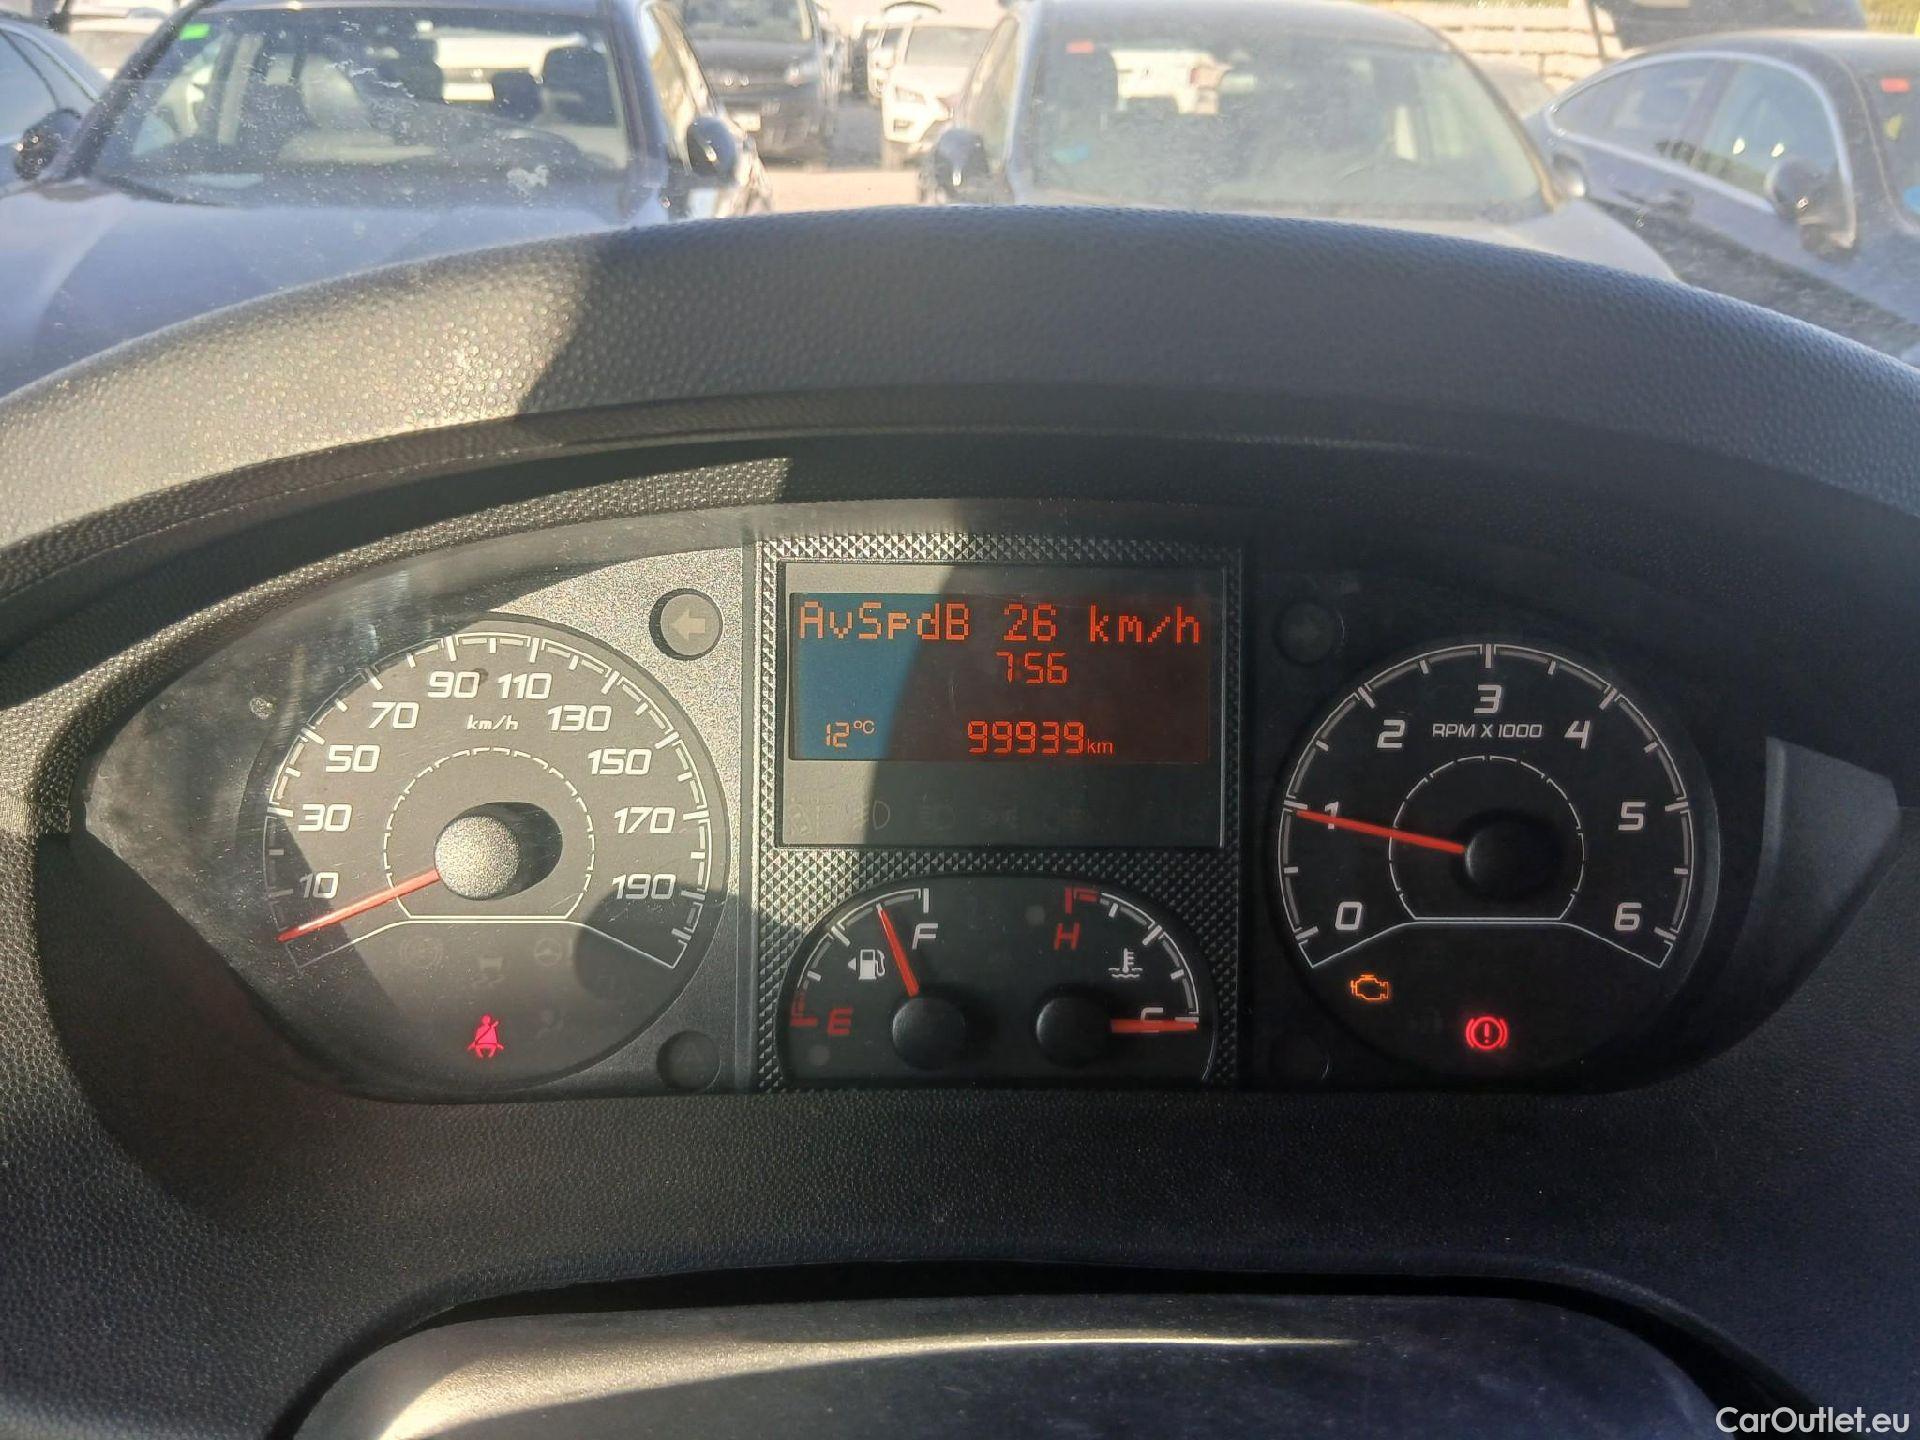 AvSpdB 26 km/h
7:56
12°C 99939km
10 30 50 70 90 110 130 150 170 190
km/h
0 1 2 3 4 5 6
RPM X 1000
E F
H C
CarOutlet.eu